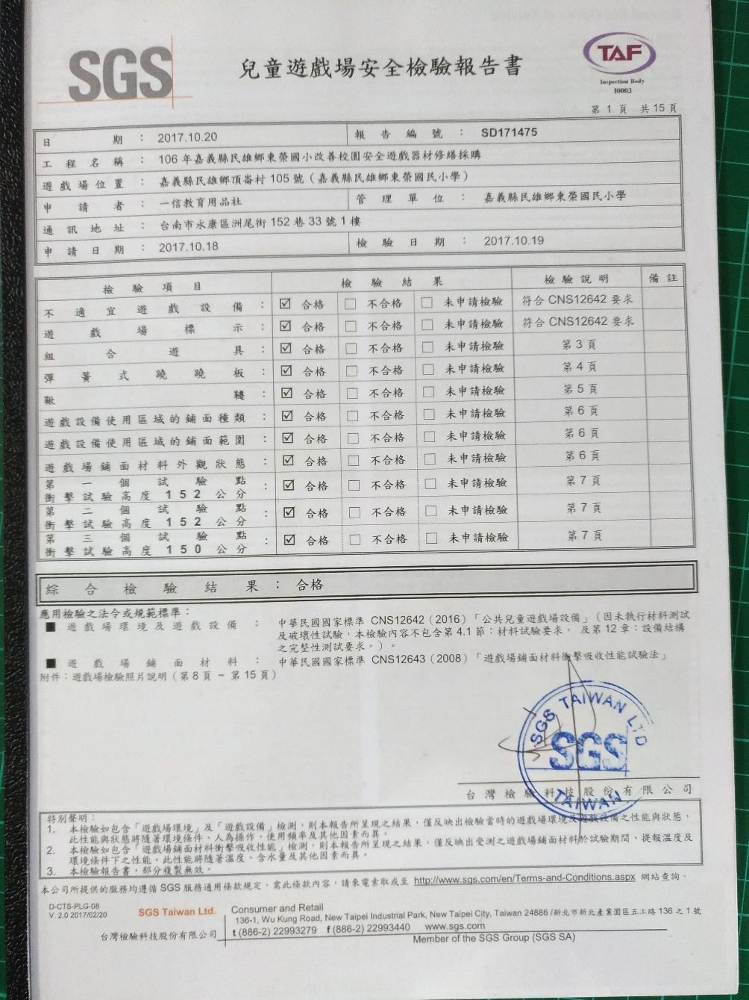 SGS
兒童遊戲場安全檢驗報告書
TAF
Inspection Body
I0003
第 1 頁 共 15 頁
日期： 2017.10.20 報告編號： SD171475
工程名稱： 106 年嘉義縣民雄鄉東榮國小改善校園安全遊戲器材修繕採購
遊戲場位置： 嘉義縣民雄鄉頂崙村 105 號（嘉義縣民雄鄉東榮國民小學）
申請者： 一信教育用品社 管理單位： 嘉義縣民雄鄉東榮國民小學
通訊地址： 台南市永康區洲尾街 152 巷 33 號 1 樓
申請日期： 2017.10.18 檢驗日期： 2017.10.19
檢驗項目 檢驗結果 檢驗說明 備註
不適宜遊戲設備： ☑ 合格 ☐ 不合格 ☐ 未申請檢驗 符合 CNS12642 要求
遊戲場標示： ☑ 合格 ☐ 不合格 ☐ 未申請檢驗 符合 CNS12642 要求
組合遊具： ☑ 合格 ☐ 不合格 ☐ 未申請檢驗 第 3 頁
彈簧式蹺蹺板： ☑ 合格 ☐ 不合格 ☐ 未申請檢驗 第 4 頁
鞦韆： ☑ 合格 ☐ 不合格 ☐ 未申請檢驗 第 5 頁
遊戲設備使用區域的鋪面種類： ☑ 合格 ☐ 不合格 ☐ 未申請檢驗 第 6 頁
遊戲設備使用區域的鋪面範圍： ☑ 合格 ☐ 不合格 ☐ 未申請檢驗 第 6 頁
遊戲場鋪面材料外觀狀態： ☑ 合格 ☐ 不合格 ☐ 未申請檢驗 第 6 頁
第一個試驗點
衝擊試驗高度152公分： ☑ 合格 ☐ 不合格 ☐ 未申請檢驗 第 7 頁
第二個試驗點
衝擊試驗高度152公分： ☑ 合格 ☐ 不合格 ☐ 未申請檢驗 第 7 頁
第三個試驗點
衝擊試驗高度150公分： ☑ 合格 ☐ 不合格 ☐ 未申請檢驗 第 7 頁
綜合檢驗結果：合格
應用檢驗之法令或規範標準：
■ 遊戲場環境及遊戲設備： 中華民國國家標準 CNS12642（2016）「公共兒童遊戲場設備」（因未執行材料測試
及破壞性試驗，本檢驗內容不包含第 4.1 節：材料試驗要求， 及第 12 章：設備結構
之完整性測試要求。）。
■ 遊戲場鋪面材料： 中華民國國家標準 CNS12643（2008）「遊戲場鋪面材料衝擊吸收性能試驗法」
附件：遊戲場檢驗照片說明（第 8 頁 ~ 第 15 頁）
SGS TAIWAN LTD
SGS
TAIWAN
台灣檢驗科技股份有限公司
特別聲明：
1. 本檢驗如包含「遊戲場環境」及「遊戲設備」檢測，則本報告所呈現之結果，僅反映出檢驗當時的遊戲場環境及遊戲設備之性能與狀態，
此性能與狀態將隨著環境條件、人為操作、使用頻率及其他因素而異。
2. 本檢驗如包含「遊戲場鋪面材料衝擊吸收性能」檢測，則本報告所呈現之結果，僅反映出受測之遊戲場鋪面材料於試驗期間、提報溫度及
環境條件下之性能。此性能將隨著溫度、含水量及其他因素而異。
3. 本檢驗報告書，部分複製無效。
本公司所提供的服務均遵循 SGS 服務通用條款規定，需此條款內容，請來電索取或至 http://www.sgs.com/en/Terms-and-Conditions.aspx 網站查詢。
D-CTS-PLG-08
V. 2.0 2017/02/20
SGS Taiwan Ltd.
台灣檢驗科技股份有限公司
Consumer and Retail
136-1, Wu Kung Road, New Taipei Industrial Park, New Taipei City, Taiwan 24886 /新北市新北產業園區五工路 136 之 1 號
t (886-2) 22993279 f (886-2) 22993440 www.sgs.com
Member of the SGS Group (SGS SA)